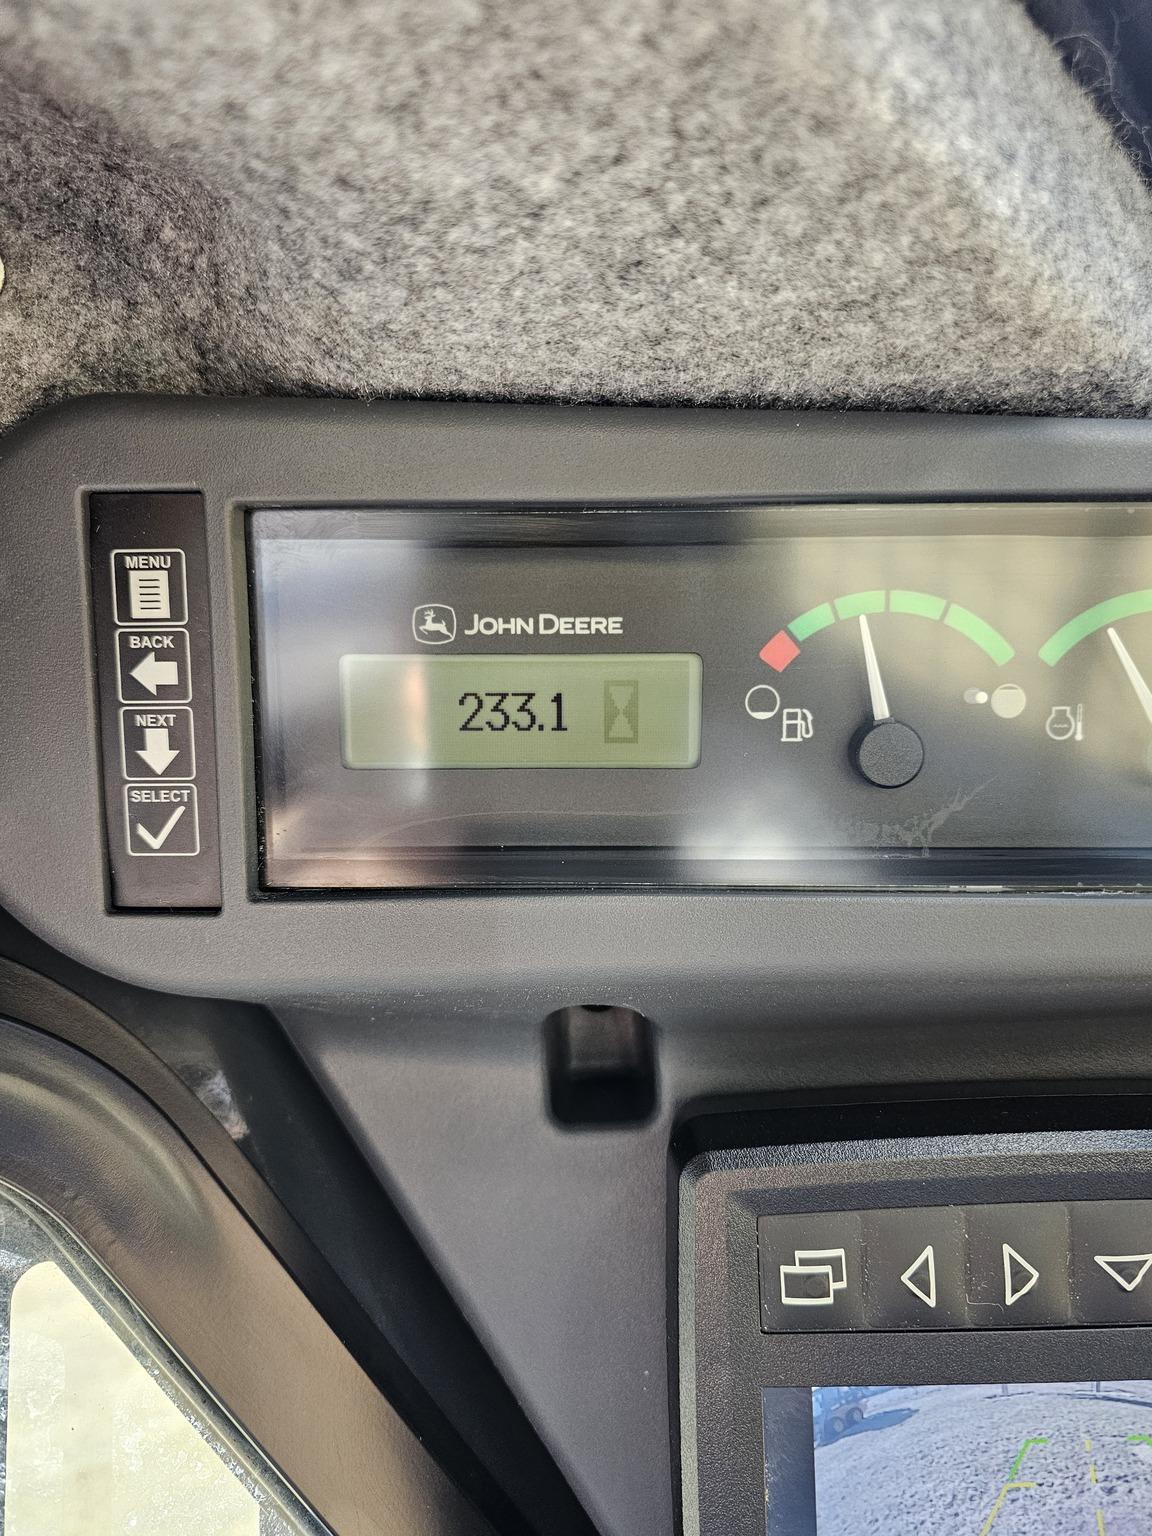 MENU
BACK
NEXT
SELECT
JOHN DEERE
233.1